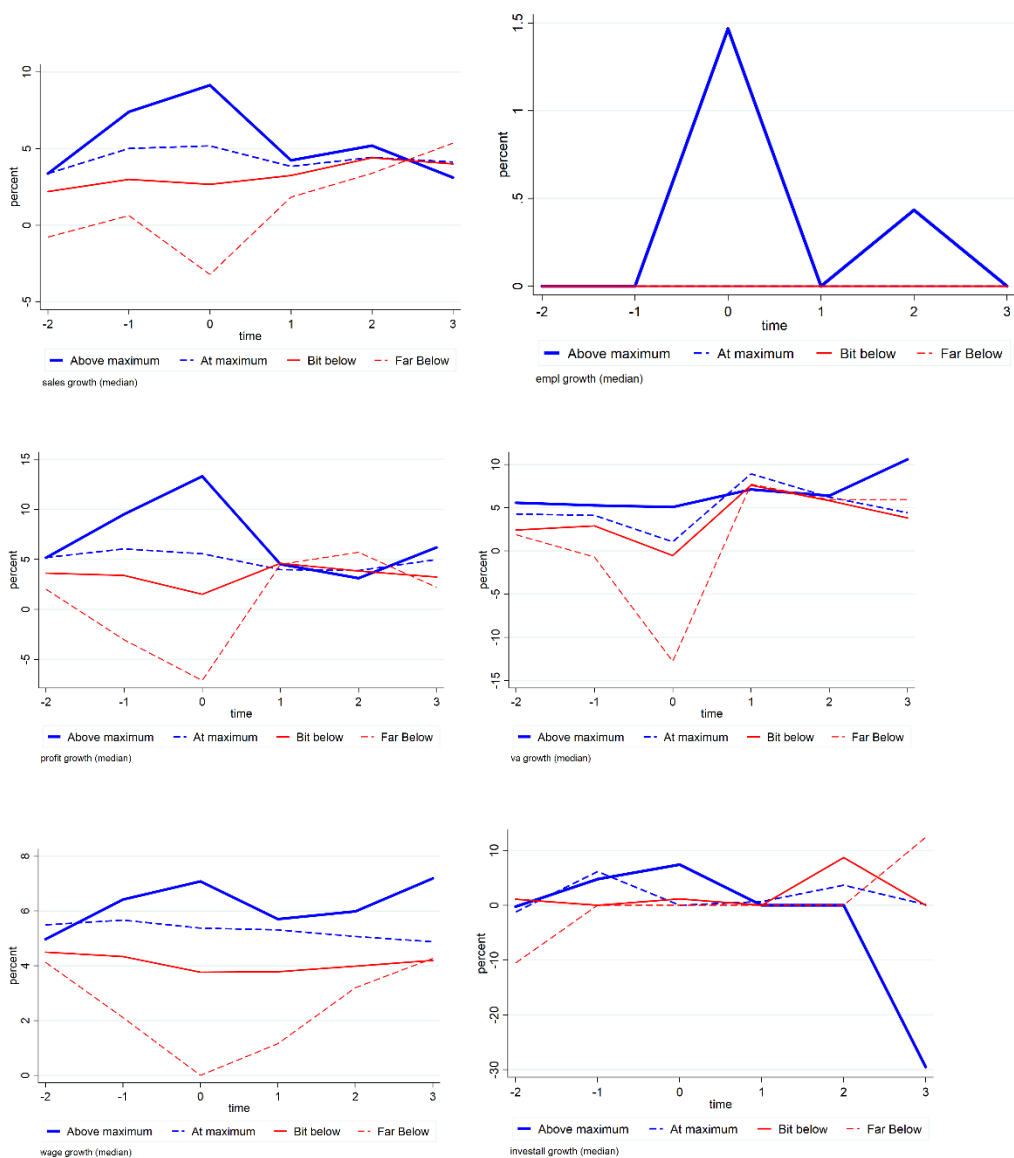 10
5
0
-5
percent
-2 -1 0 1 2 3
time
Above maximum At maximum Bit below Far Below
sales growth (median)
1.5
1
.5
0
percent
-2 -1 0 1 2 3
time
Above maximum At maximum Bit below Far Below
empl growth (median)
15
10
5
0
-5
percent
-2 -1 0 1 2 3
time
Above maximum At maximum Bit below Far Below
profit growth (median)
10
5
0
-5
-10
-15
percent
-2 -1 0 1 2 3
time
Above maximum At maximum Bit below Far Below
va growth (median)
8
6
4
2
0
percent
-2 -1 0 1 2 3
time
Above maximum At maximum Bit below Far Below
wage growth (median)
10
0
-10
-20
-30
percent
-2 -1 0 1 2 3
time
Above maximum At maximum Bit below Far Below
investall growth (median)